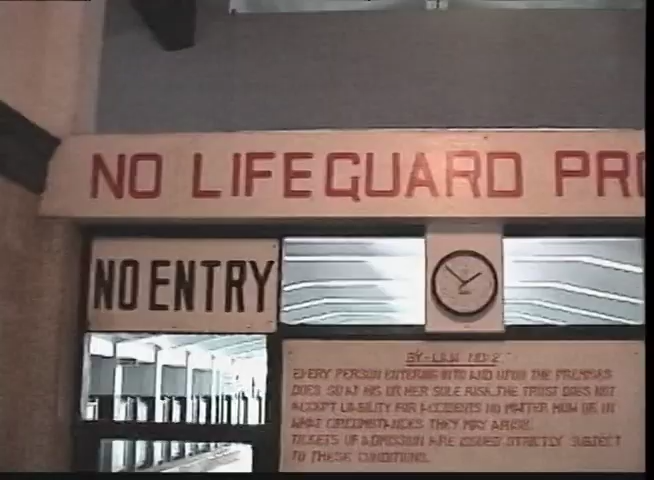 NO LIFEGUARD PRO
NO ENTRY
BY-LAW NO 2
EVERY PERSON ENTERING INTO AND UPON THE PREMISES
DOES SO AT HIS OR HER SOLE RISK. THE TRUST DOES NOT
ACCEPT LIABILITY FOR ACCIDENTS NO MATTER HOW OR IN
WHAT CIRCUMSTANCES THEY MAY ARISE.
TICKETS OF ADMISSION ARE ISSUED STRICTLY SUBJECT
TO THESE CONDITIONS.